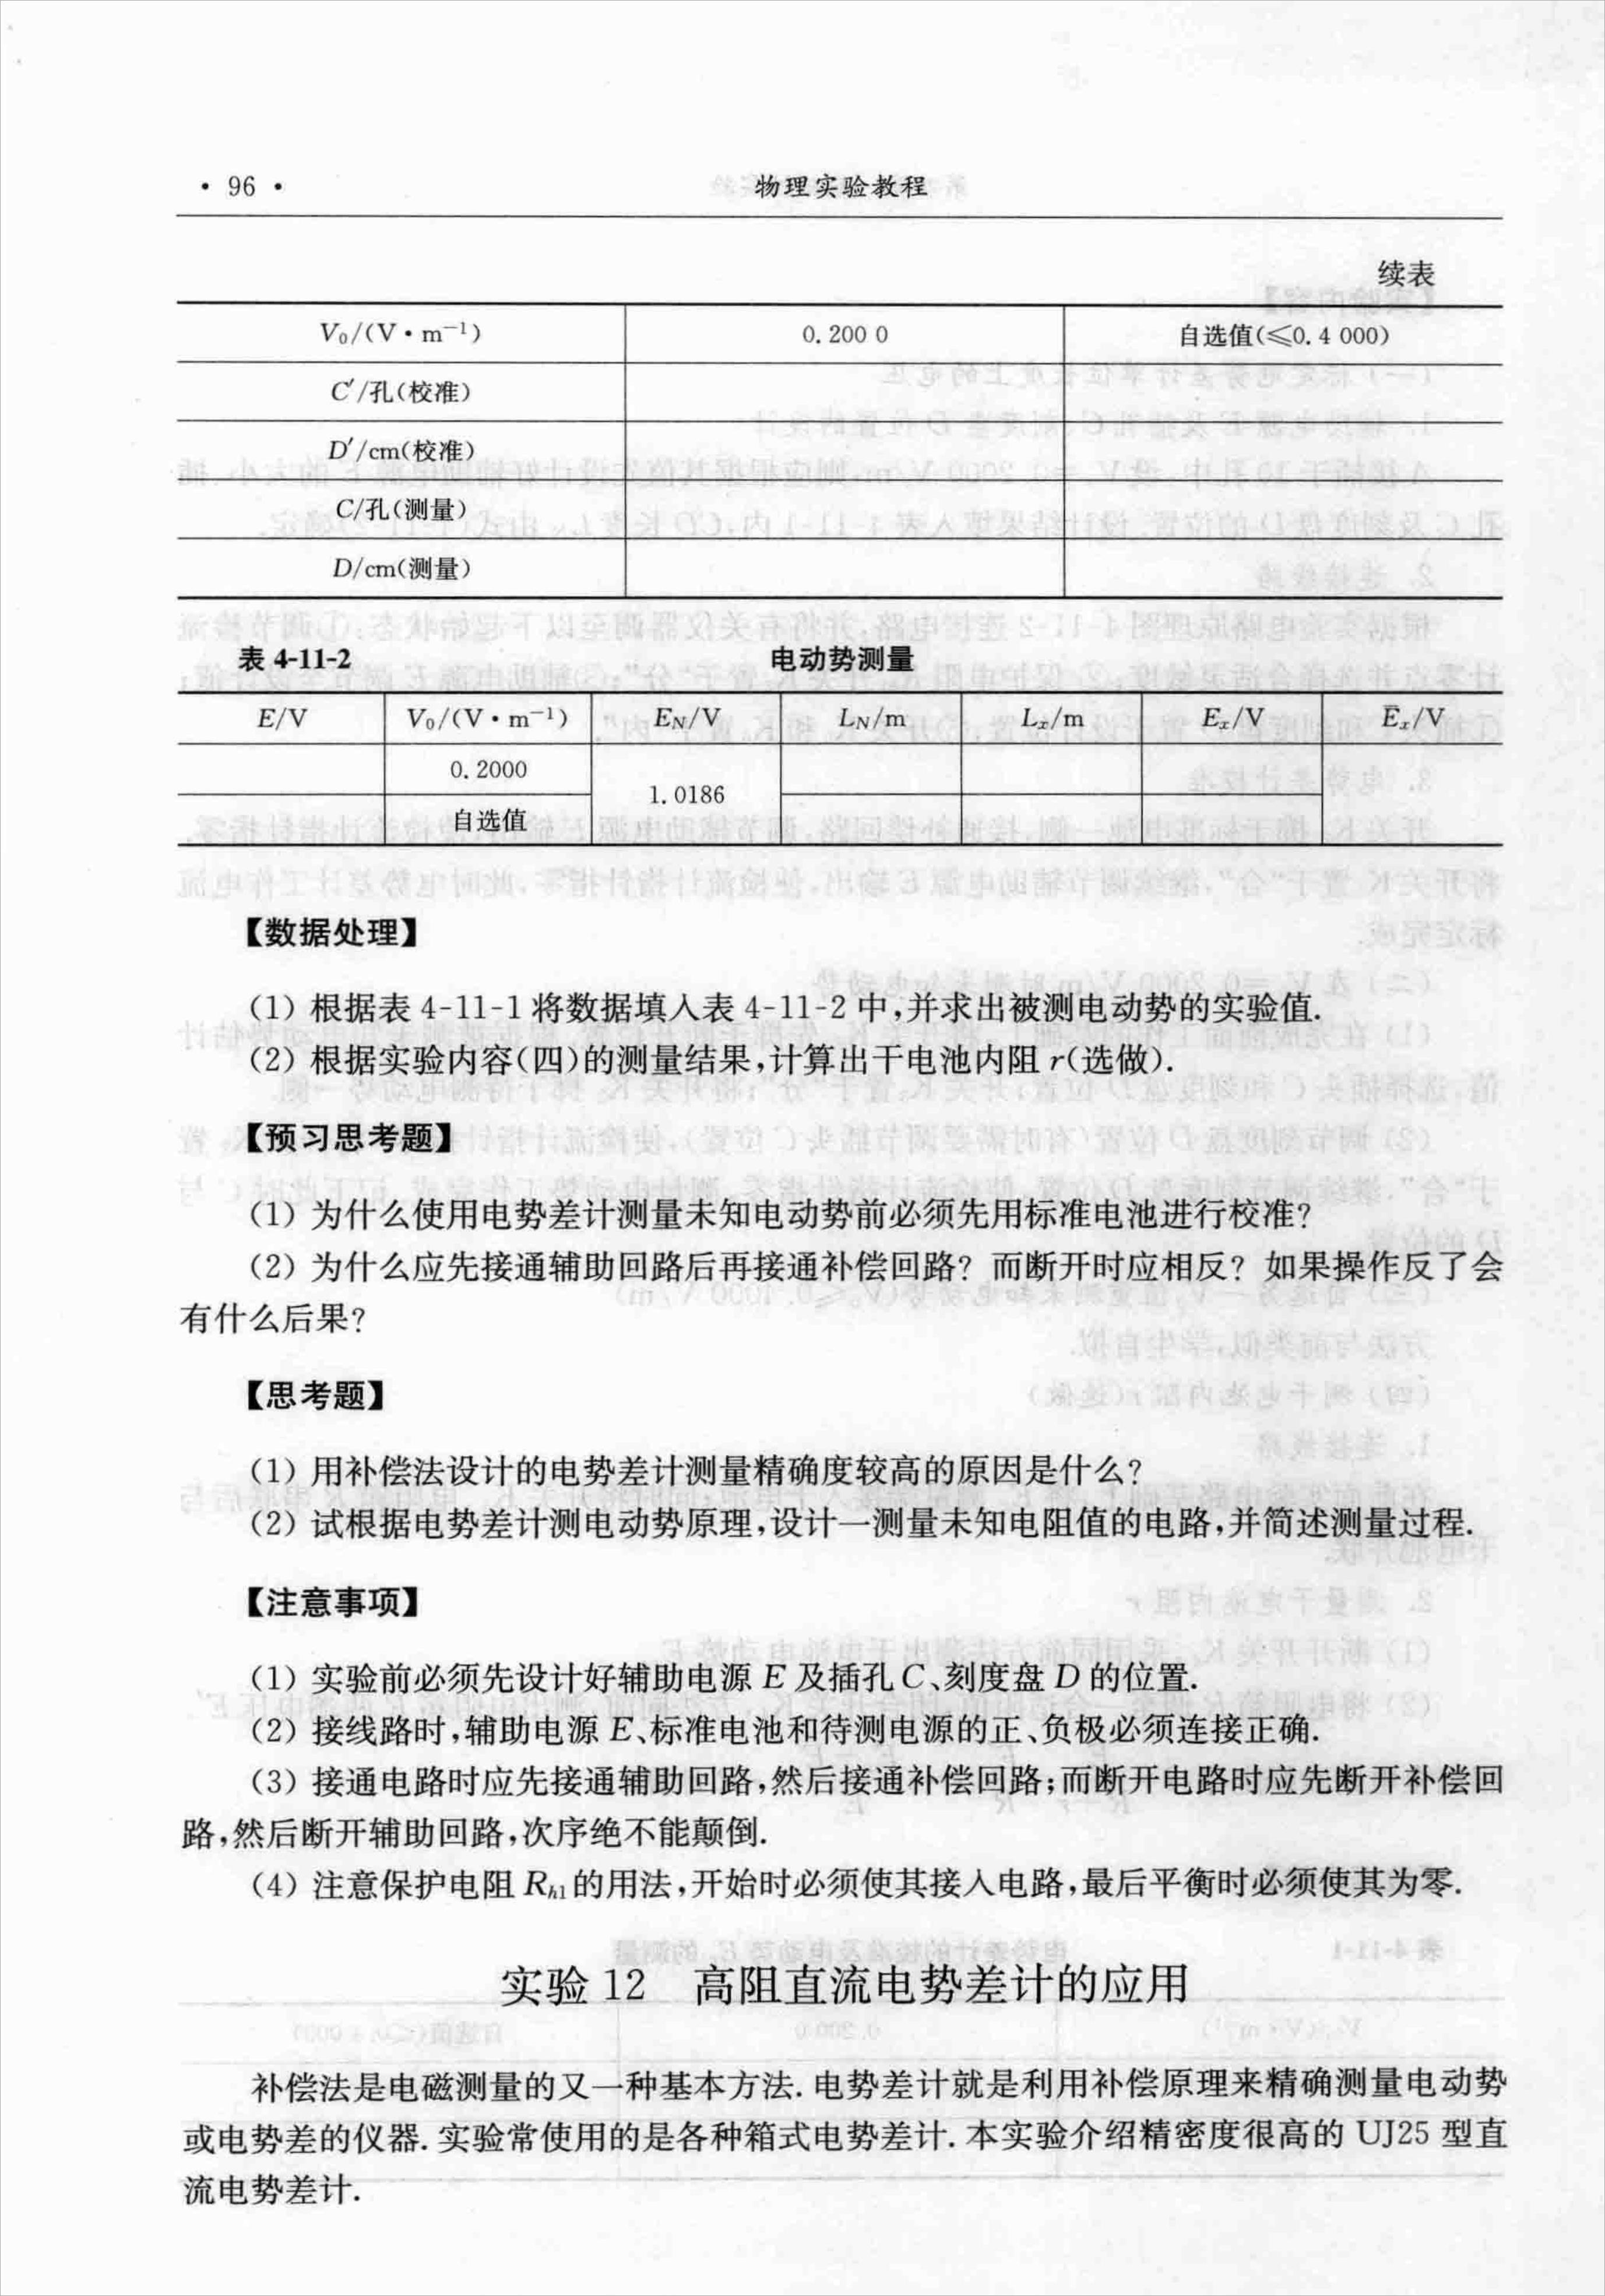 • 96 •　物理实验教程
续表
V₀/(V·m⁻¹)　0.200 0　自选值(≤0.4 000)
C′/孔(校准)
D′/cm(校准)
C/孔(测量)
D/cm(测量)
表 4-11-2　电动势测量
E/V　V₀/(V·m⁻¹)　E_N/V　L_N/m　L_x/m　E_x/V　Ē_x/V
0.2000
1.0186
自选值
【数据处理】
(1) 根据表 4-11-1 将数据填入表 4-11-2 中,并求出被测电动势的实验值.
(2) 根据实验内容(四)的测量结果,计算出干电池内阻 r(选做).
【预习思考题】
(1) 为什么使用电势差计测量未知电动势前必须先用标准电池进行校准?
(2) 为什么应先接通辅助回路后再接通补偿回路? 而断开时应相反? 如果操作反了会
有什么后果?
【思考题】
(1) 用补偿法设计的电势差计测量精确度较高的原因是什么?
(2) 试根据电势差计测电动势原理,设计一测量未知电阻值的电路,并简述测量过程.
【注意事项】
(1) 实验前必须先设计好辅助电源 E 及插孔 C、刻度盘 D 的位置.
(2) 接线路时,辅助电源 E、标准电池和待测电源的正、负极必须连接正确.
(3) 接通电路时应先接通辅助回路,然后接通补偿回路;而断开电路时应先断开补偿回
路,然后断开辅助回路,次序绝不能颠倒.
(4) 注意保护电阻 R_h1 的用法,开始时必须使其接入电路,最后平衡时必须使其为零.
实验 12　高阻直流电势差计的应用
补偿法是电磁测量的又一种基本方法. 电势差计就是利用补偿原理来精确测量电动势
或电势差的仪器. 实验常使用的是各种箱式电势差计. 本实验介绍精密度很高的 UJ25 型直
流电势差计.